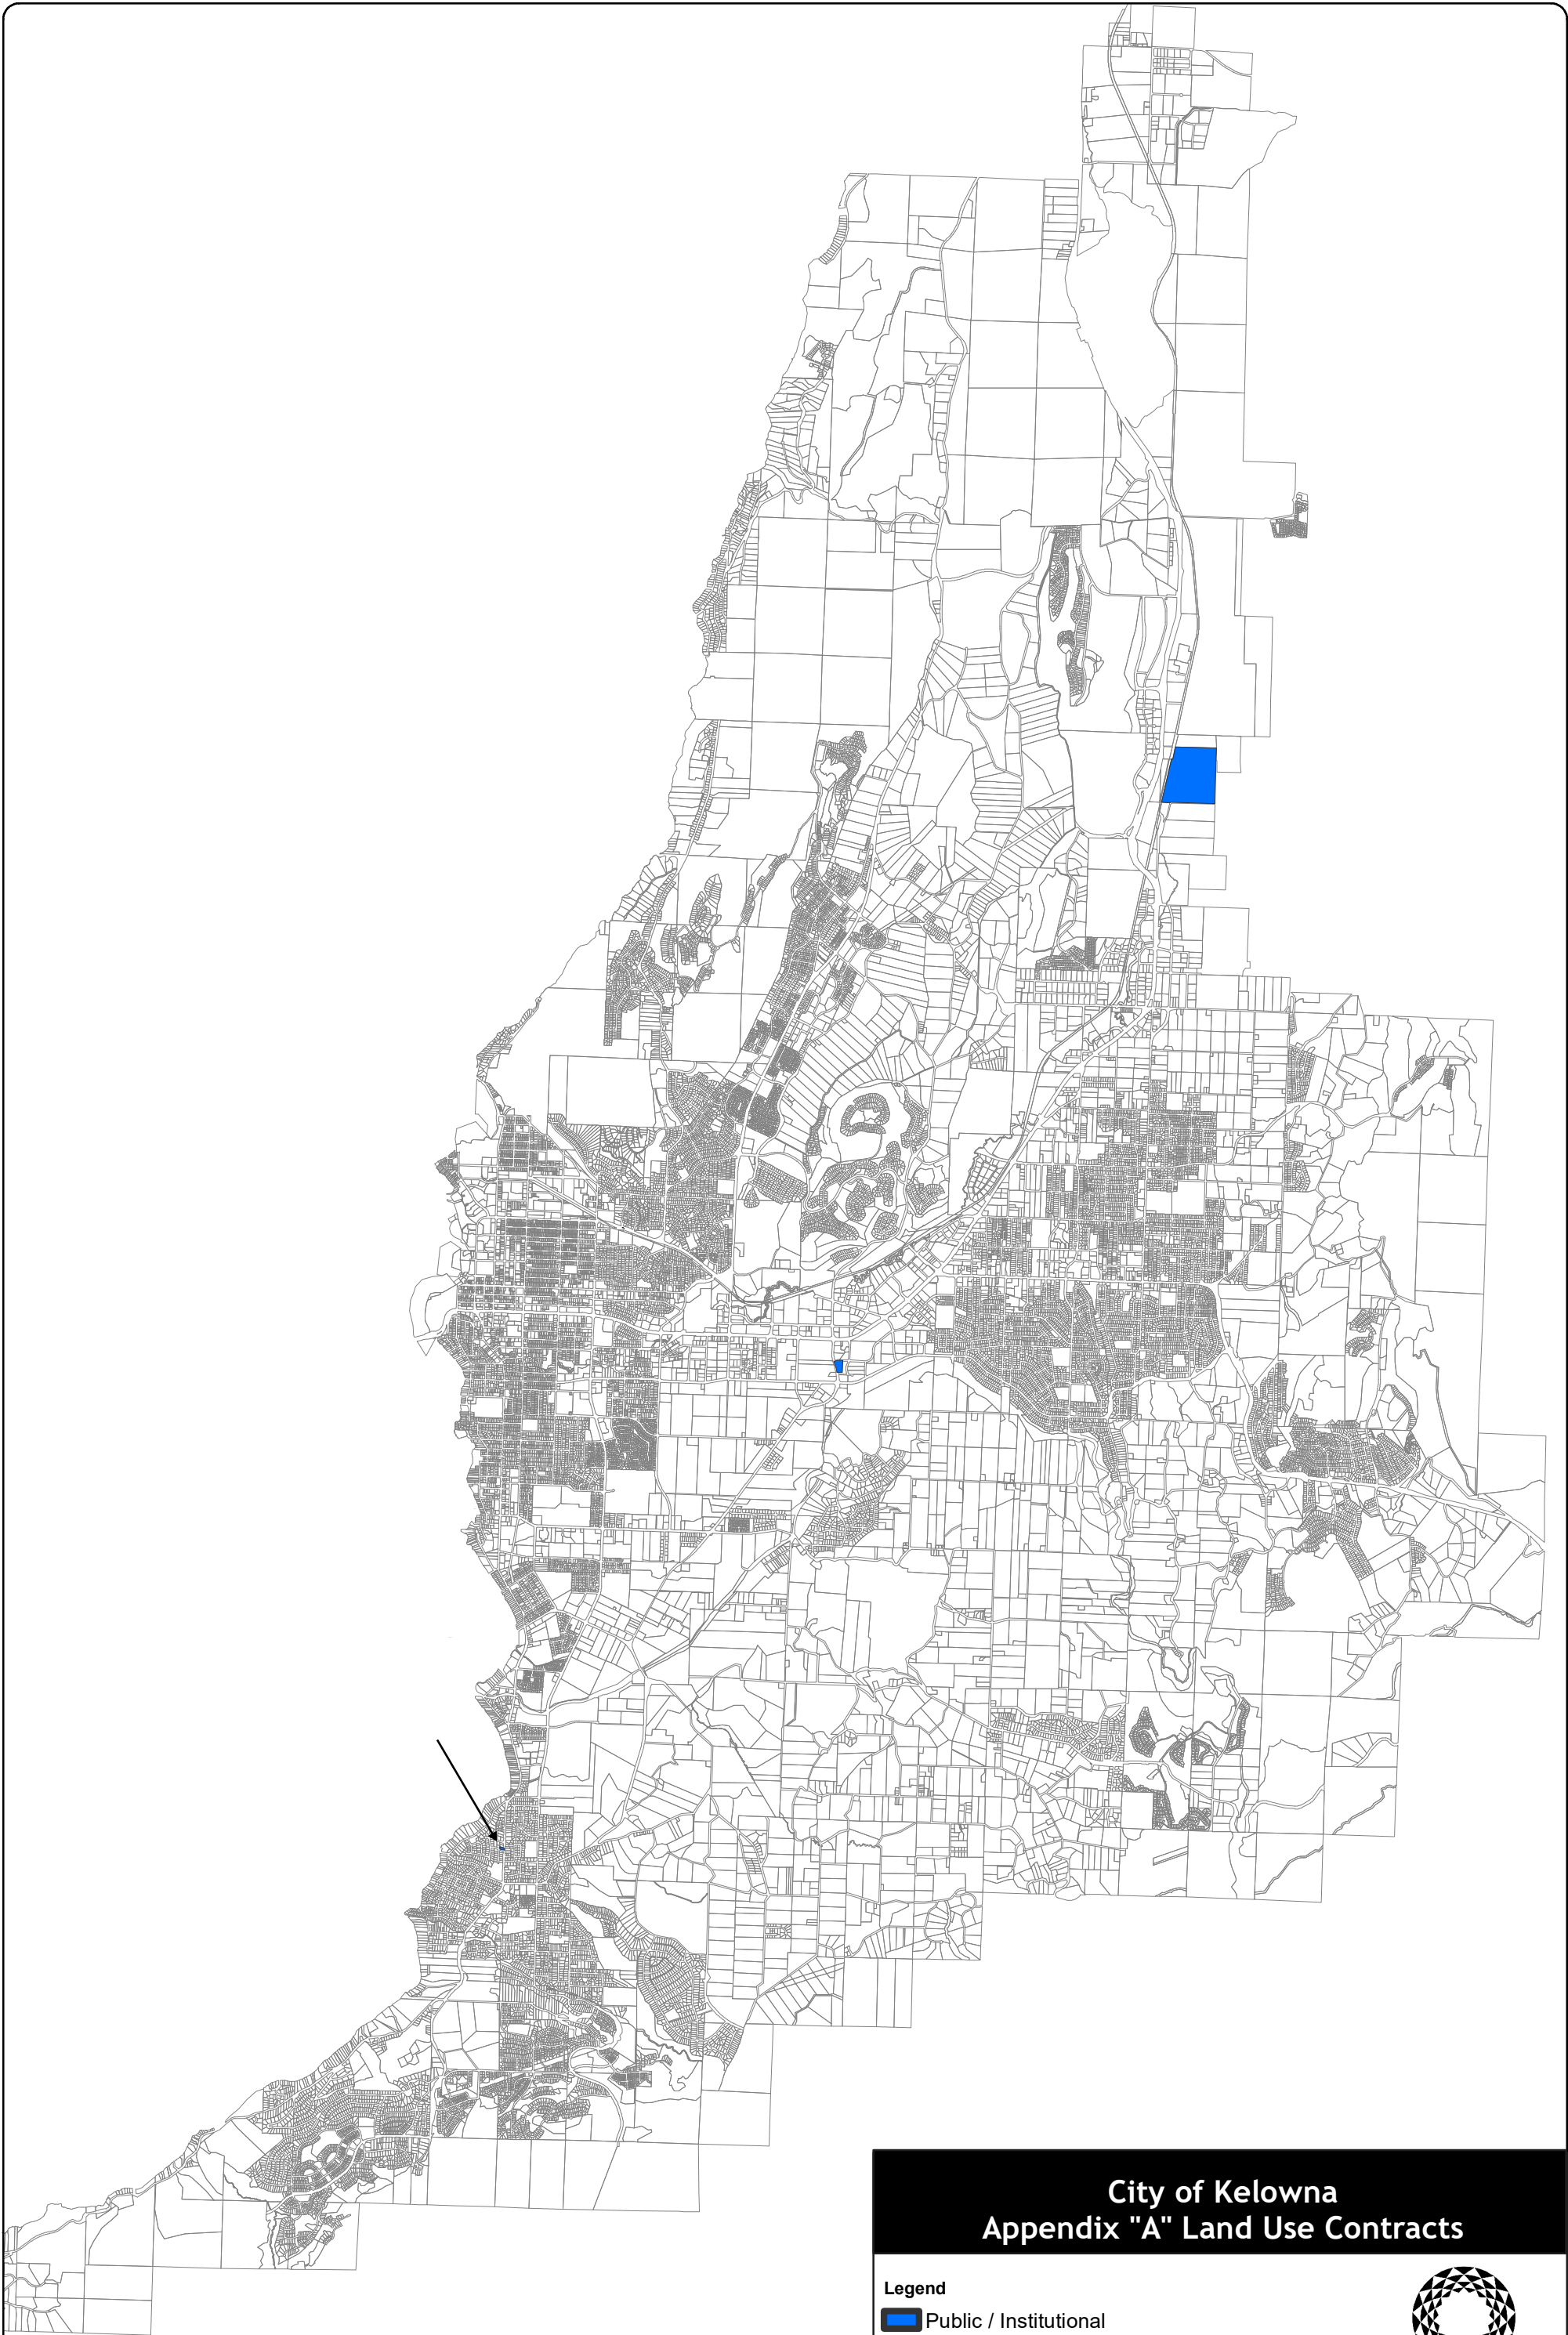 City of Kelowna
Appendix "A" Land Use Contracts
Legend
Public / Institutional